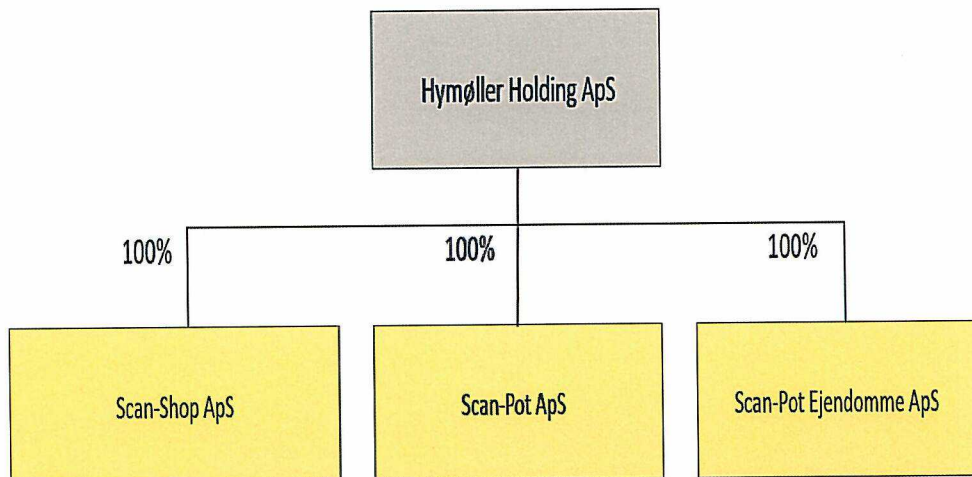 Hymøller Holding ApS
100%
100%
100%
Scan-Shop ApS
Scan-Pot ApS
Scan-Pot Ejendomme ApS